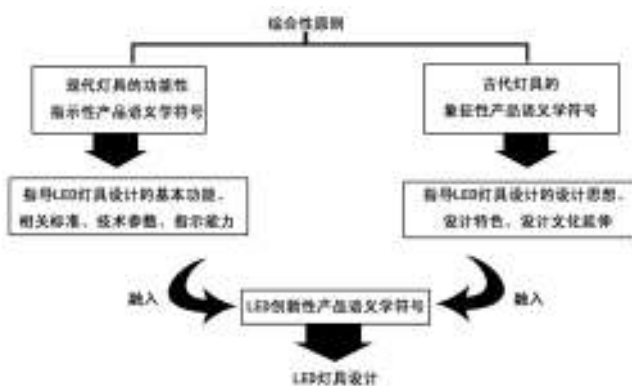 综合性原则
现代灯具的功能性
指示性产品语义学符号
古代灯具的
象征性产品语义学符号
指导LED灯具设计的基本功能、
相关标准、技术参数、指示能力
指导LED灯具设计的设计思想、
设计特色、设计文化延伸
融入
融入
LED创新性产品语义学符号
LED灯具设计